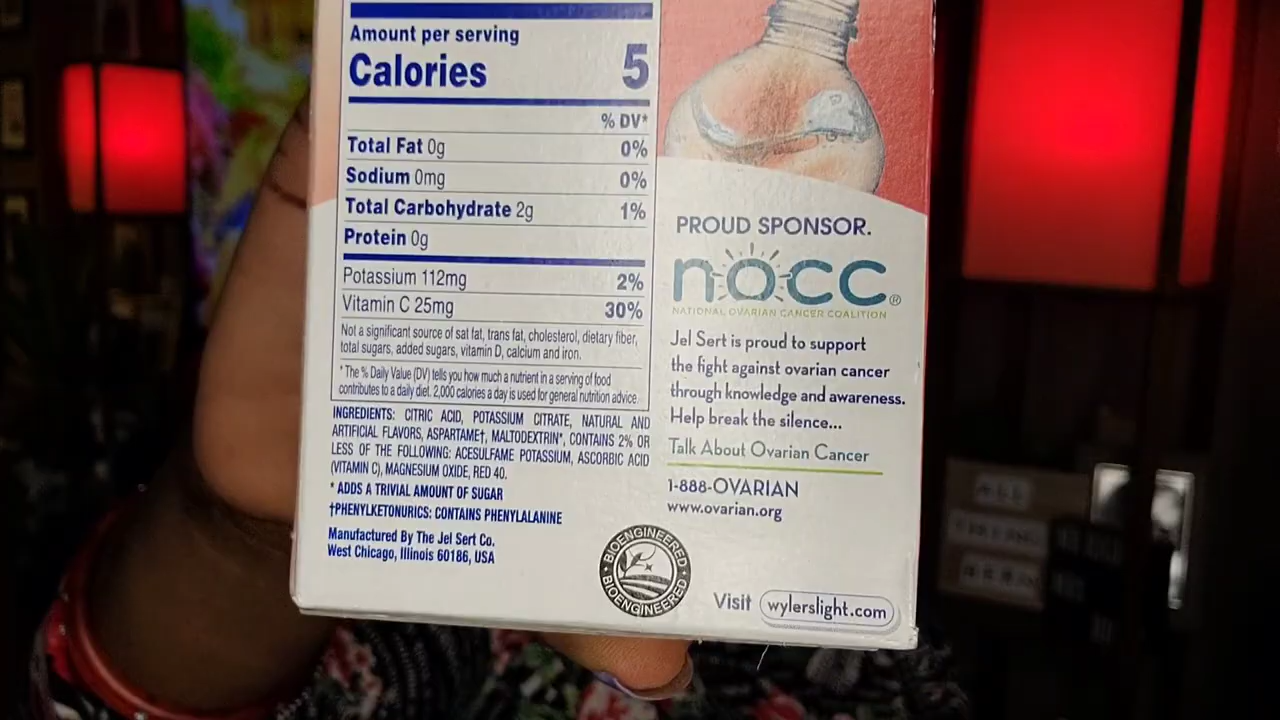 Amount per serving
Calories 5
% DV*
Total Fat 0g 0%
Sodium 0mg 0%
Total Carbohydrate 2g 1%
Protein 0g
Potassium 112mg 2%
Vitamin C 25mg 30%
Not a significant source of sat fat, trans fat, cholesterol, dietary fiber,
total sugars, added sugars, vitamin D, calcium and iron.
* The % Daily Value (DV) tells you how much a nutrient in a serving of food
contributes to a daily diet. 2,000 calories a day is used for general nutrition advice.
INGREDIENTS: CITRIC ACID, POTASSIUM CITRATE, NATURAL AND
ARTIFICIAL FLAVORS, ASPARTAME†, MALTODEXTRIN*, CONTAINS 2% OR
LESS OF THE FOLLOWING: ACESULFAME POTASSIUM, ASCORBIC ACID
(VITAMIN C), MAGNESIUM OXIDE, RED 40.
* ADDS A TRIVIAL AMOUNT OF SUGAR
†PHENYLKETONURICS: CONTAINS PHENYLALANINE
Manufactured By The Jel Sert Co.
West Chicago, Illinois 60186, USA
PROUD SPONSOR.
nocc®
NATIONAL OVARIAN CANCER COALITION
Jel Sert is proud to support
the fight against ovarian cancer
through knowledge and awareness.
Help break the silence...
Talk About Ovarian Cancer
1-888-OVARIAN
www.ovarian.org
BIOENGINEERED
BIOENGINEERED
Visit wylerslight.com
ALL